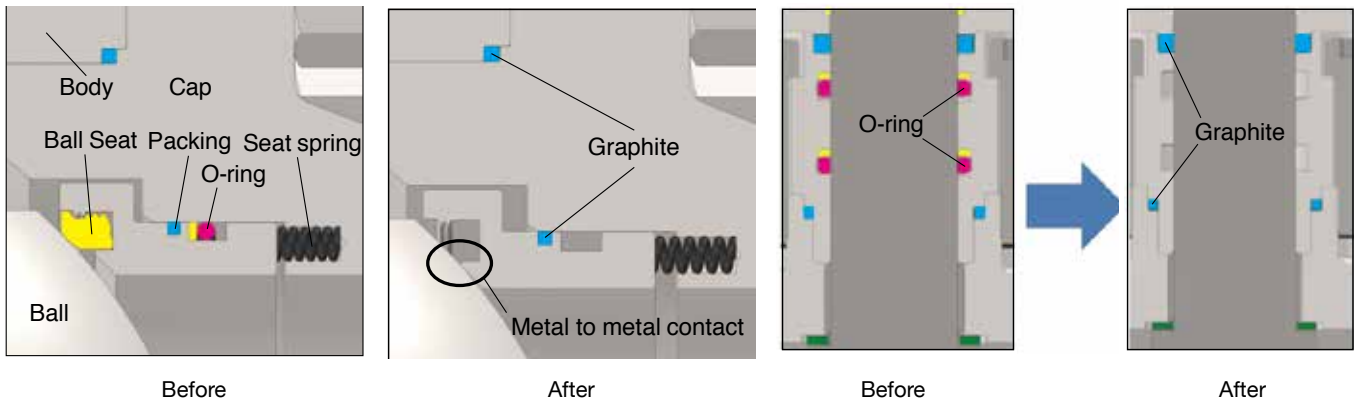 Body
Cap
Ball Seat
Packing
Seat spring
O-ring
Ball
Before
Graphite
Metal to metal contact
After
O-ring
Before
Graphite
After